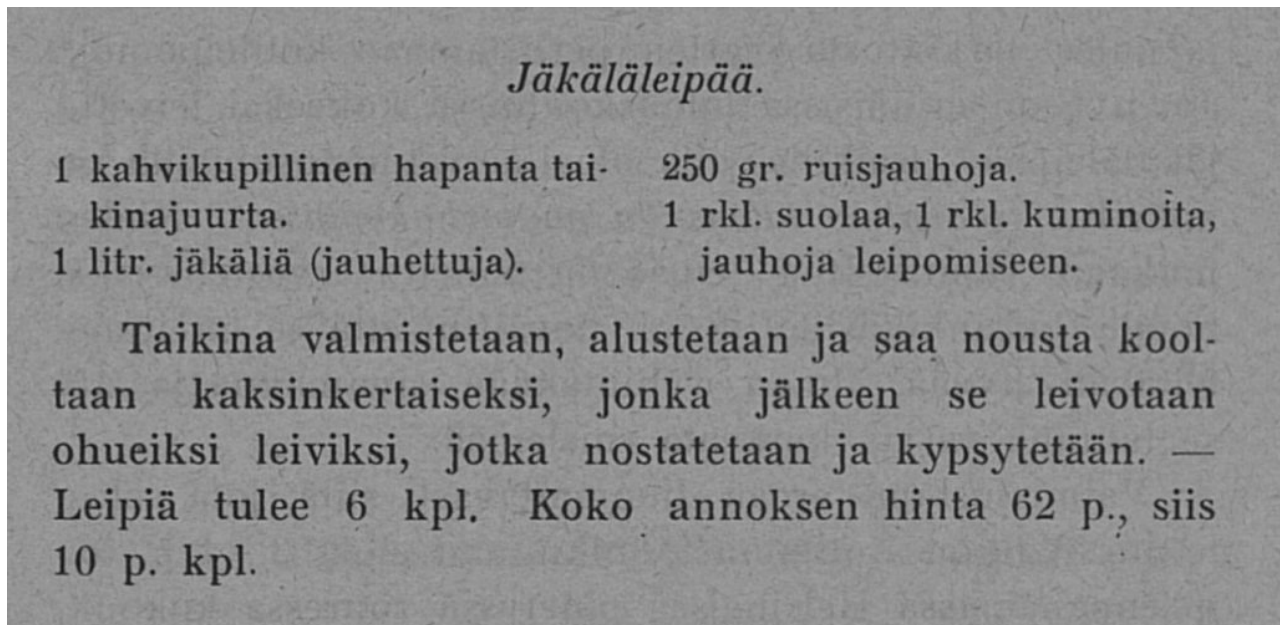 Jäkäläleipää.
1 kahvikupillinen hapanta tai-
kinajuurta.
1 litr. jäkäliä (jauhettuja).
250 gr. ruisjauhoja.
1 rkl. suolaa, 1 rkl. kuminoita,
jauhoja leipomiseen.
Taikina valmistetaan, alustetaan ja saa nousta kool-
taan kaksinkertaiseksi, jonka jälkeen se leivotaan
ohueiksi leiviksi, jotka nostatetaan ja kypsytetään. —
Leipiä tulee 6 kpl. Koko annoksen hinta 62 p., siis
10 p. kpl.